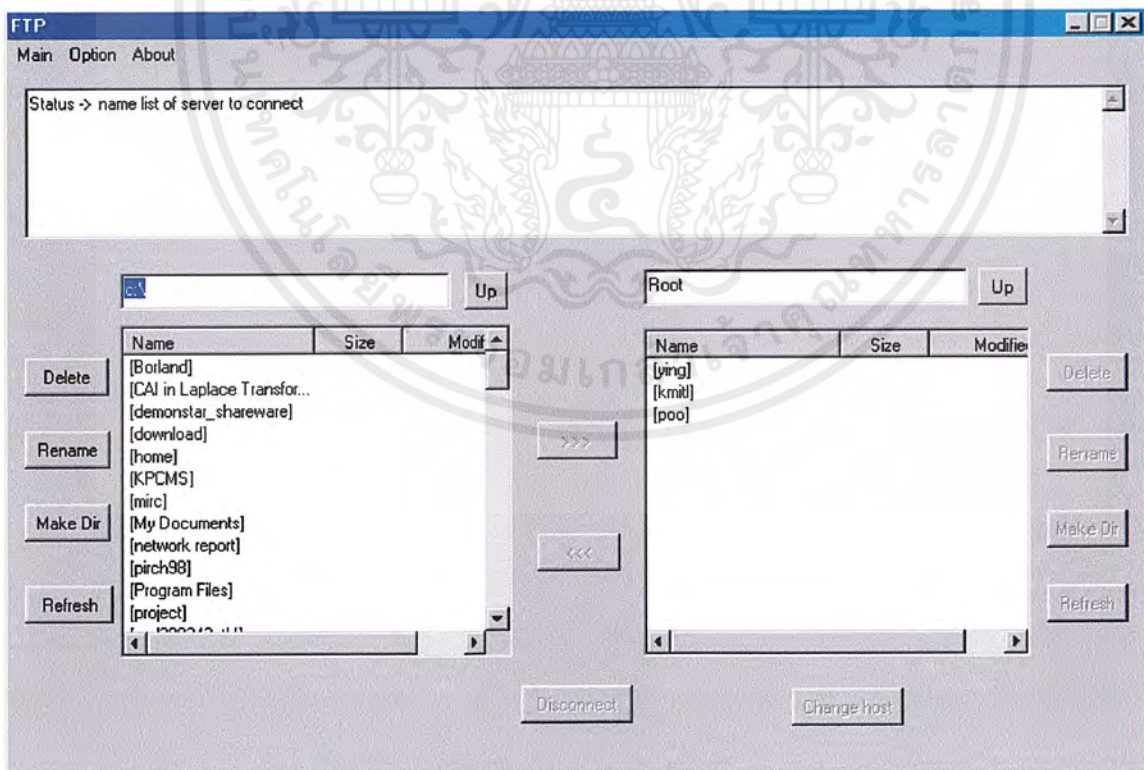 FTP
Main Option About
Status -> name list of server to connect
c:\
Up
Root
Up
Name Size Modif
[Borland]
[CAI in Laplace Transfor...
[demonstar_shareware]
[download]
[home]
[KPCMS]
[mirc]
[My Documents]
[network report]
[pirch98]
[Program Files]
[project]
Delete
Rename
Make Dir
Refresh
>>>
<<<
Name Size Modifie
[ying]
[kmitl]
[poo]
Delete
Rename
Make Dir
Refresh
Disconnect
Change host